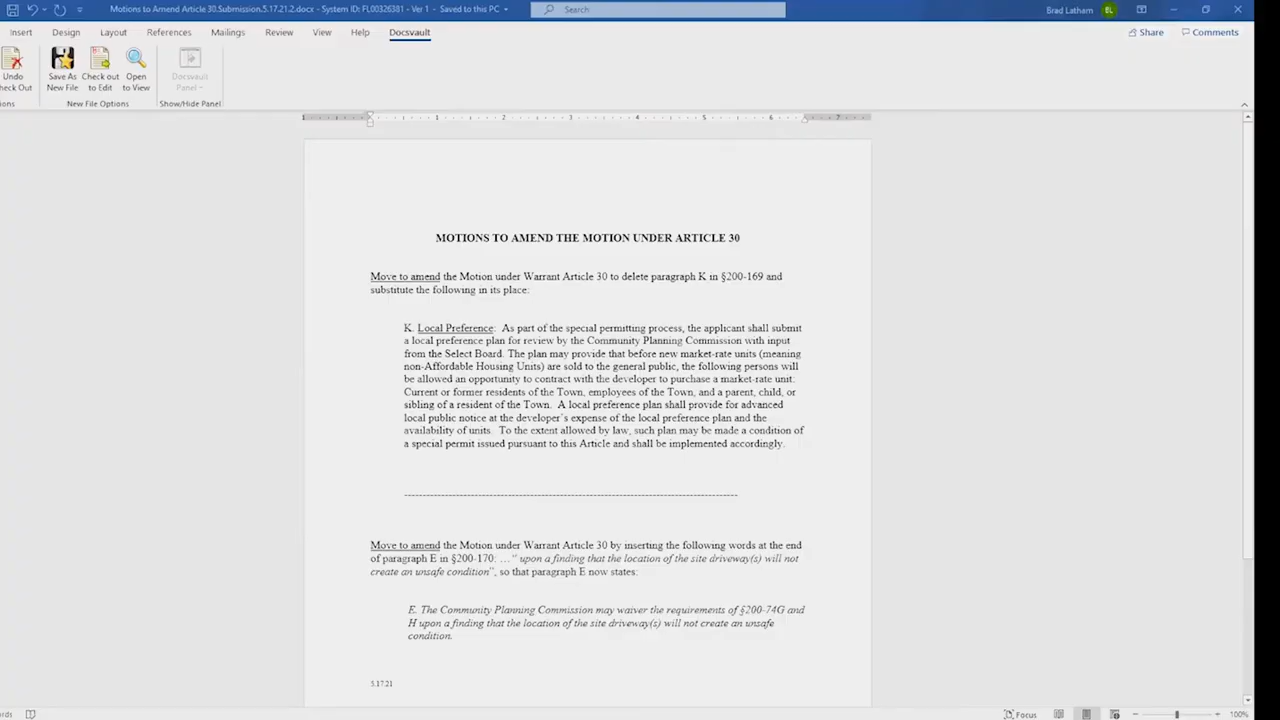 Motions to Amend Article 30.Submission.5.17.21.2.docx - System ID: FL00326381 - Ver 1 - Saved to this PC
Search
Brad Latham BL
Insert Design Layout References Mailings Review View Help Docsvault
Share Comments
Undo Save As Check out Open Docsvault
heck Out New File to Edit to View Panel
ions New File Options Show/Hide Panel
1 1 2 3 4 5 6 7
MOTIONS TO AMEND THE MOTION UNDER ARTICLE 30
Move to amend the Motion under Warrant Article 30 to delete paragraph K in §200-169 and
substitute the following in its place:
K. Local Preference: As part of the special permitting process, the applicant shall submit
a local preference plan for review by the Community Planning Commission with input
from the Select Board. The plan may provide that before new market-rate units (meaning
non-Affordable Housing Units) are sold to the general public, the following persons will
be allowed an opportunity to contract with the developer to purchase a market-rate unit:
Current or former residents of the Town, employees of the Town, and a parent, child, or
sibling of a resident of the Town. A local preference plan shall provide for advanced
local public notice at the developer's expense of the local preference plan and the
availability of units. To the extent allowed by law, such plan may be made a condition of
a special permit issued pursuant to this Article and shall be implemented accordingly.
--------------------------------------------------------------------------
Move to amend the Motion under Warrant Article 30 by inserting the following words at the end
of paragraph E in §200-170: …" upon a finding that the location of the site driveway(s) will not
create an unsafe condition", so that paragraph E now states:
E. The Community Planning Commission may waiver the requirements of §200-74G and
H upon a finding that the location of the site driveway(s) will not create an unsafe
condition.
5.17.21
rds Focus 100%